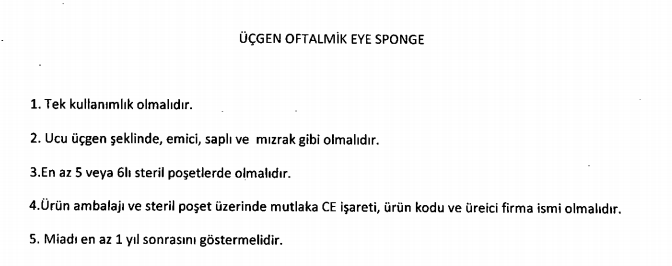 ÜÇGEN OFTALMİK EYE SPONGE
1. Tek kullanımlık olmalıdır.
2. Ucu üçgen şeklinde, emici, saplı ve mızrak gibi olmalıdır.
3.En az 5 veya 6lı steril poşetlerde olmalıdır.
4.Ürün ambalajı ve steril poşet üzerinde mutlaka CE işareti, ürün kodu ve üreici firma ismi olmalıdır.
5. Miadı en az 1 yıl sonrasını göstermelidir.